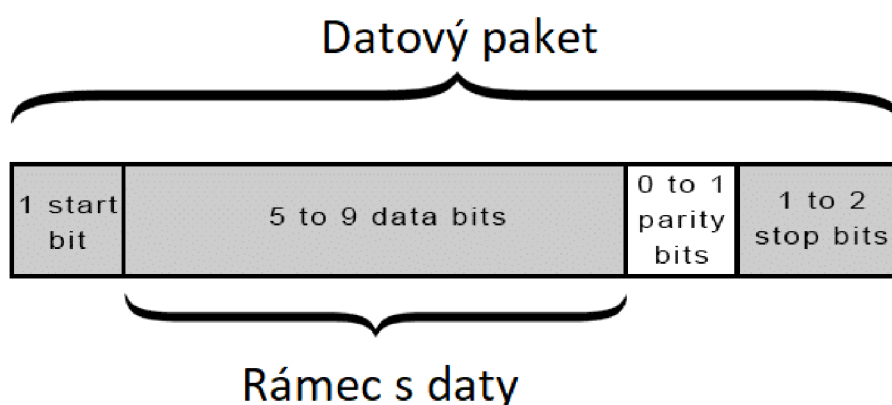 Datový paket
1 start
bit
5 to 9 data bits
0 to 1
parity
bits
1 to 2
stop bits
Rámec s daty